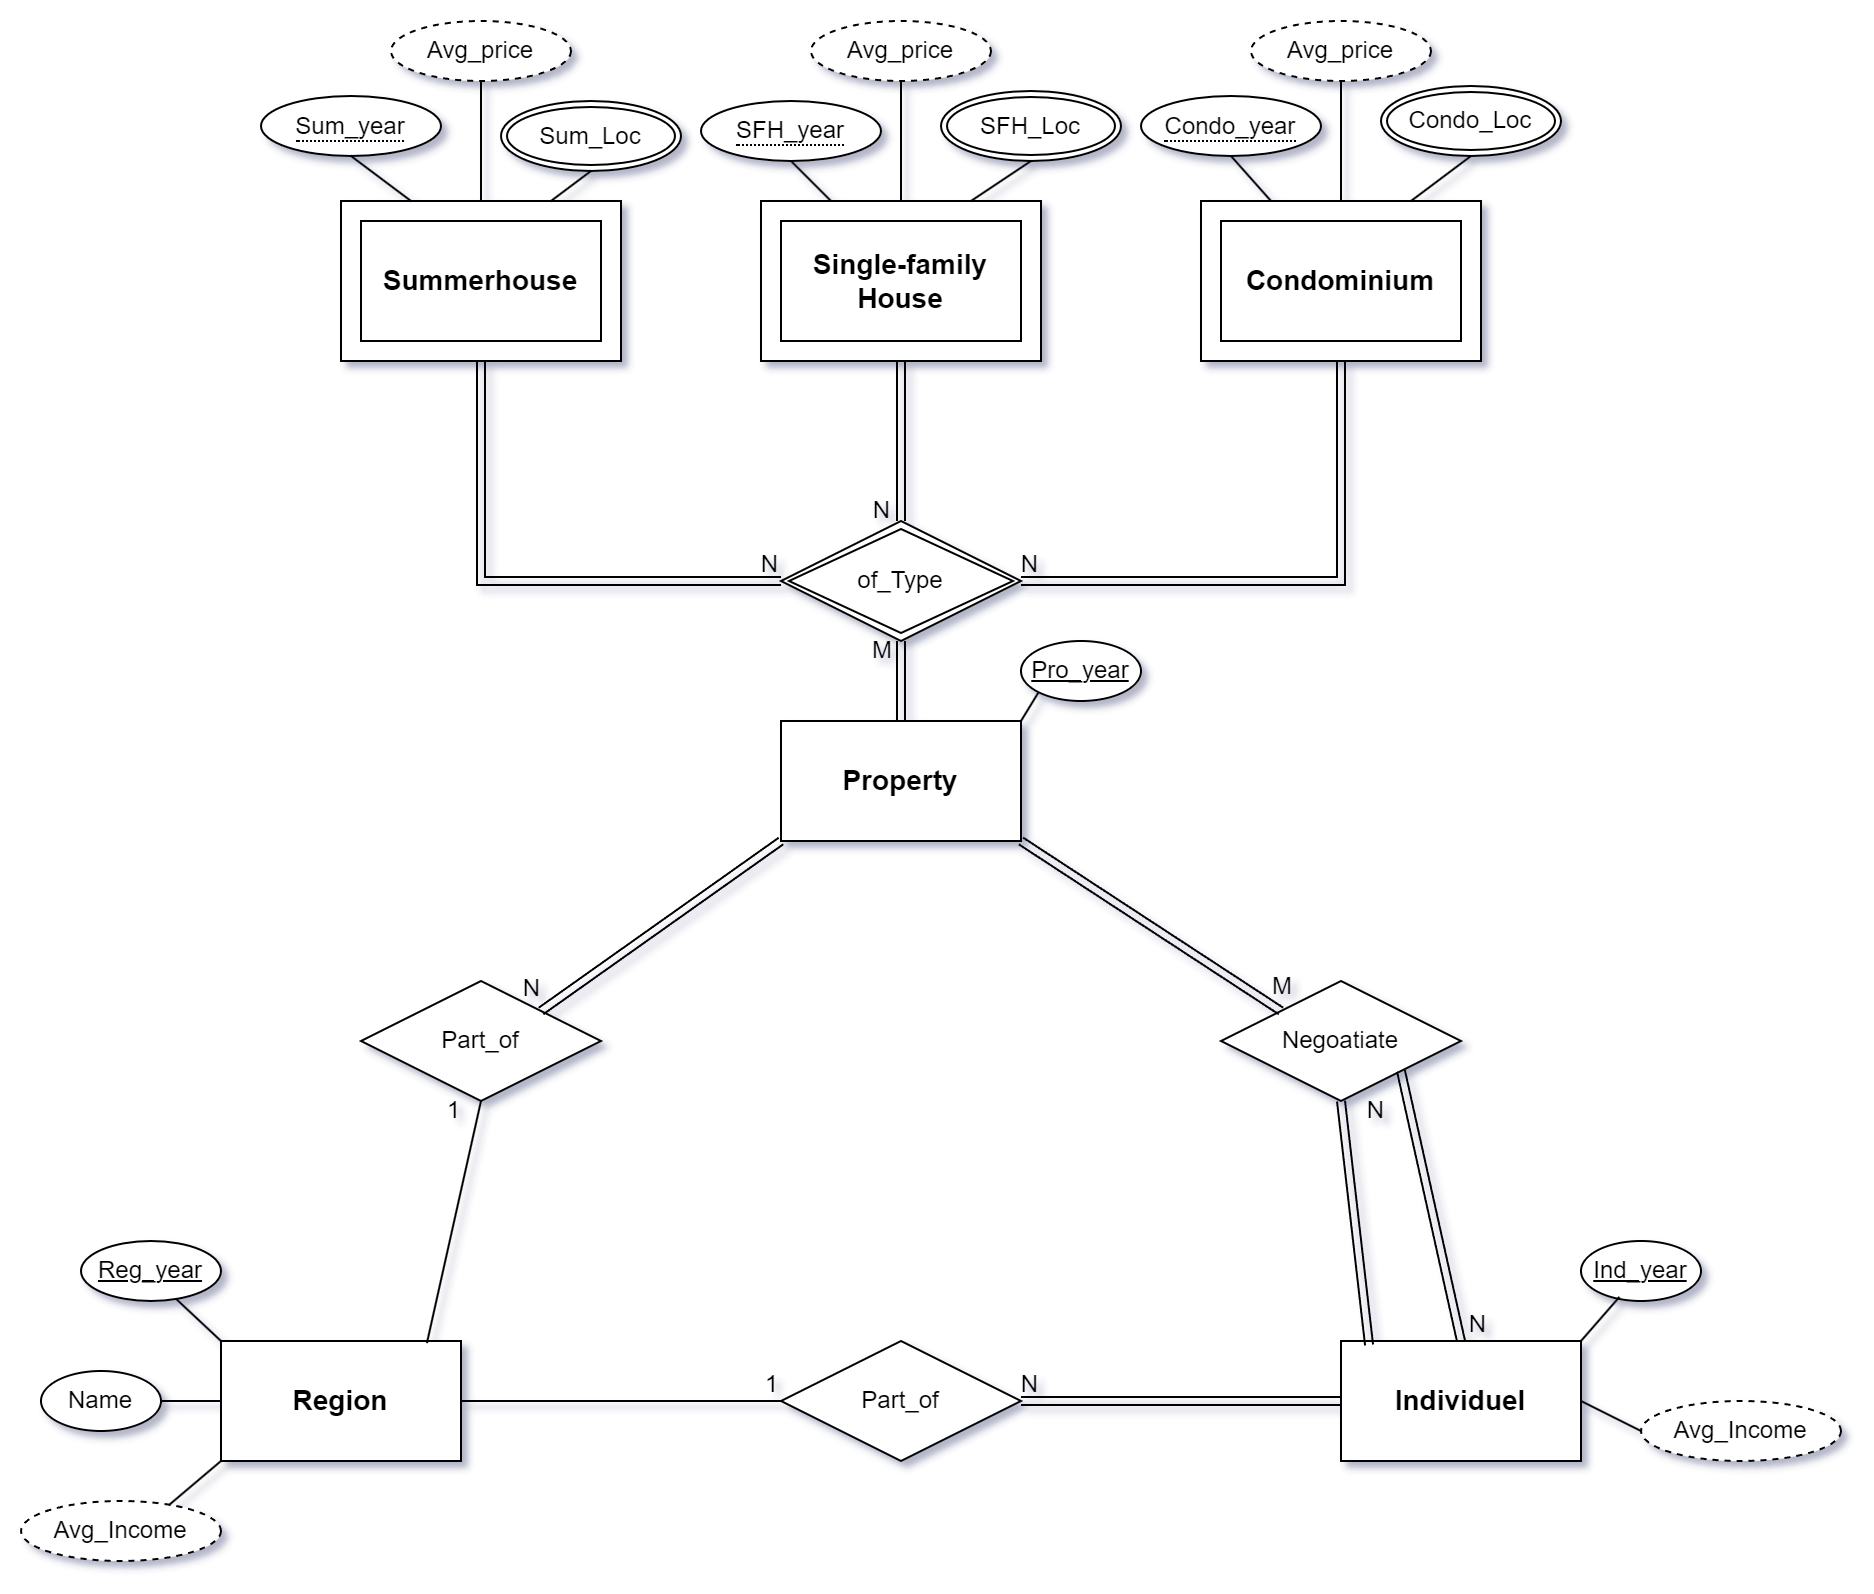 Avg_price
Avg_price
Avg_price
Sum_year
Sum_Loc
SFH_year
SFH_Loc
Condo_year
Condo_Loc
Summerhouse
Single-family
House
Condominium
N
N
N
of_Type
M
Pro_year
Property
N
M
Part_of
Negoatiate
1
N
Reg_year
Ind_year
N
Name
Region
1
Part_of
N
Individuel
Avg_Income
Avg_Income